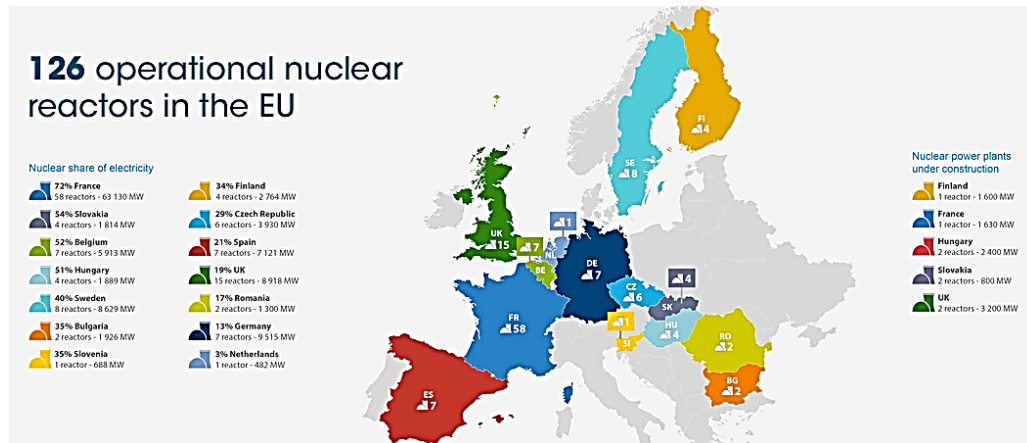 126 operational nuclear
reactors in the EU
Nuclear share of electricity
72% France
58 reactors - 63 130 MW
54% Slovakia
4 reactors - 1 814 MW
52% Belgium
7 reactors - 5 913 MW
51% Hungary
4 reactors - 1 889 MW
40% Sweden
8 reactors - 8 629 MW
35% Bulgaria
2 reactors - 1 926 MW
35% Slovenia
1 reactor - 688 MW
34% Finland
4 reactors - 2 764 MW
29% Czech Republic
6 reactors - 3 930 MW
21% Spain
7 reactors - 7 121 MW
19% UK
15 reactors - 8 918 MW
17% Romania
2 reactors - 1 300 MW
13% Germany
7 reactors - 9 515 MW
3% Netherlands
1 reactor - 482 MW
FI
4
SE
8
UK
15
1
7
NL
BE
DE
7
CZ
6
4
SK
FR
58
1
SI
HU
4
RO
2
BG
2
ES
7
Nuclear power plants
under construction
Finland
1 reactor - 1 600 MW
France
1 reactor - 1 630 MW
Hungary
2 reactors - 2 400 MW
Slovakia
2 reactors - 800 MW
UK
2 reactors - 3 200 MW